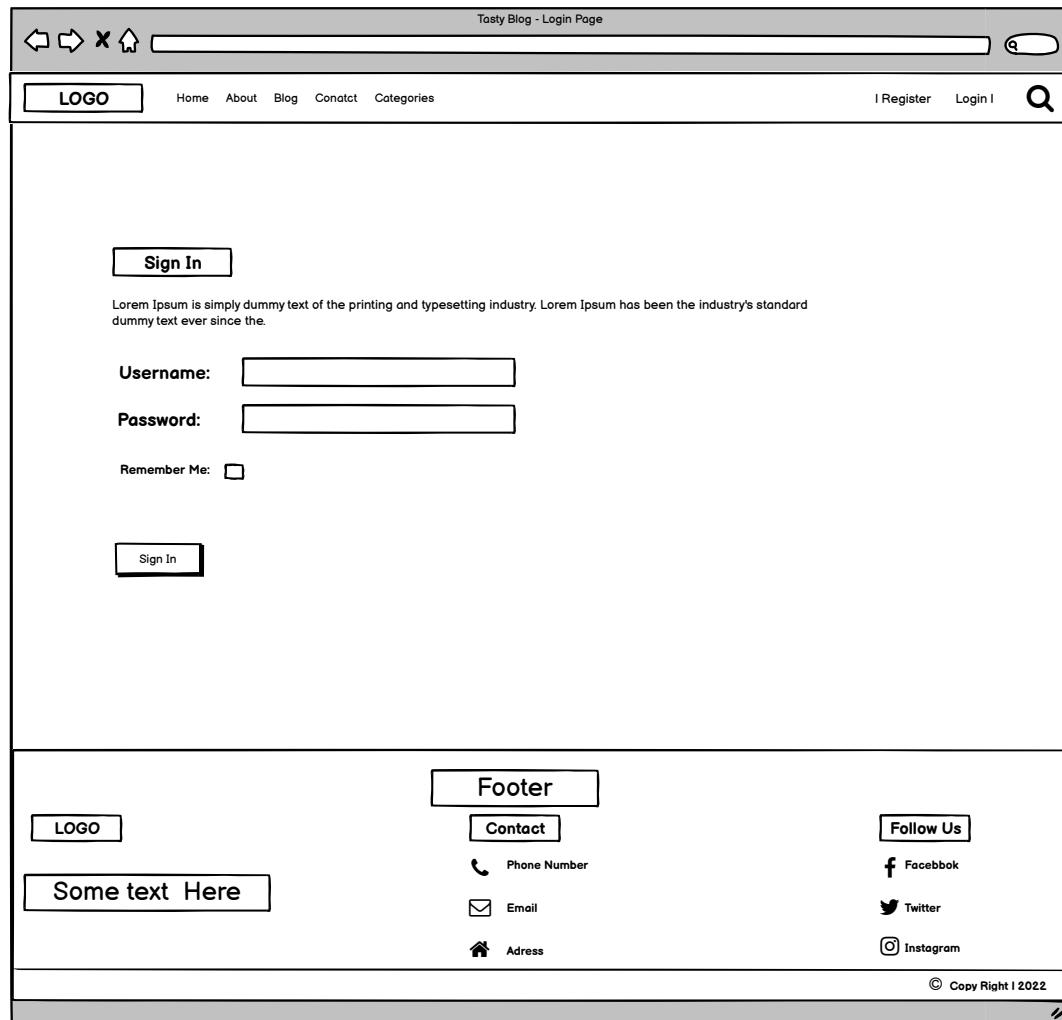 Tasty Blog - Login Page
LOGO
Home About Blog Conatct Categories
| Register Login |
Sign In
Lorem Ipsum is simply dummy text of the printing and typesetting industry. Lorem Ipsum has been the industry's standard
dummy text ever since the.
Username:
Password:
Remember Me:
Sign In
Footer
LOGO
Some text Here
Contact
Phone Number
Email
Adress
Follow Us
Facebbok
Twitter
Instagram
© Copy Right | 2022